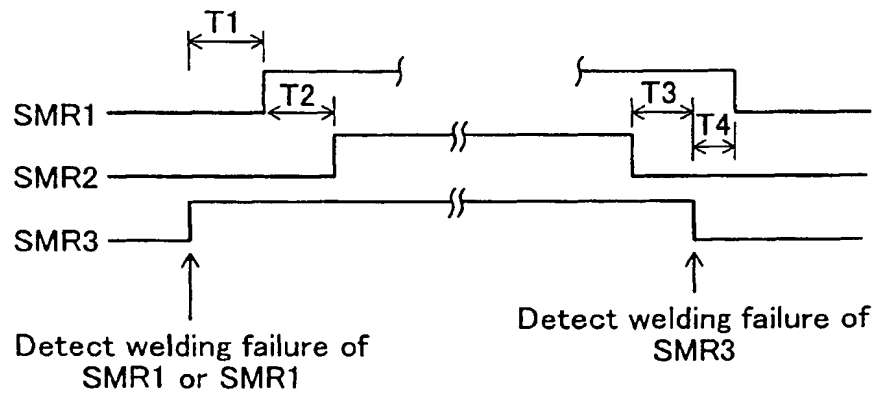 T1
T2
T3
T4
SMR1
SMR2
SMR3
Detect welding failure of
SMR1 or SMR1
Detect welding failure of
SMR3